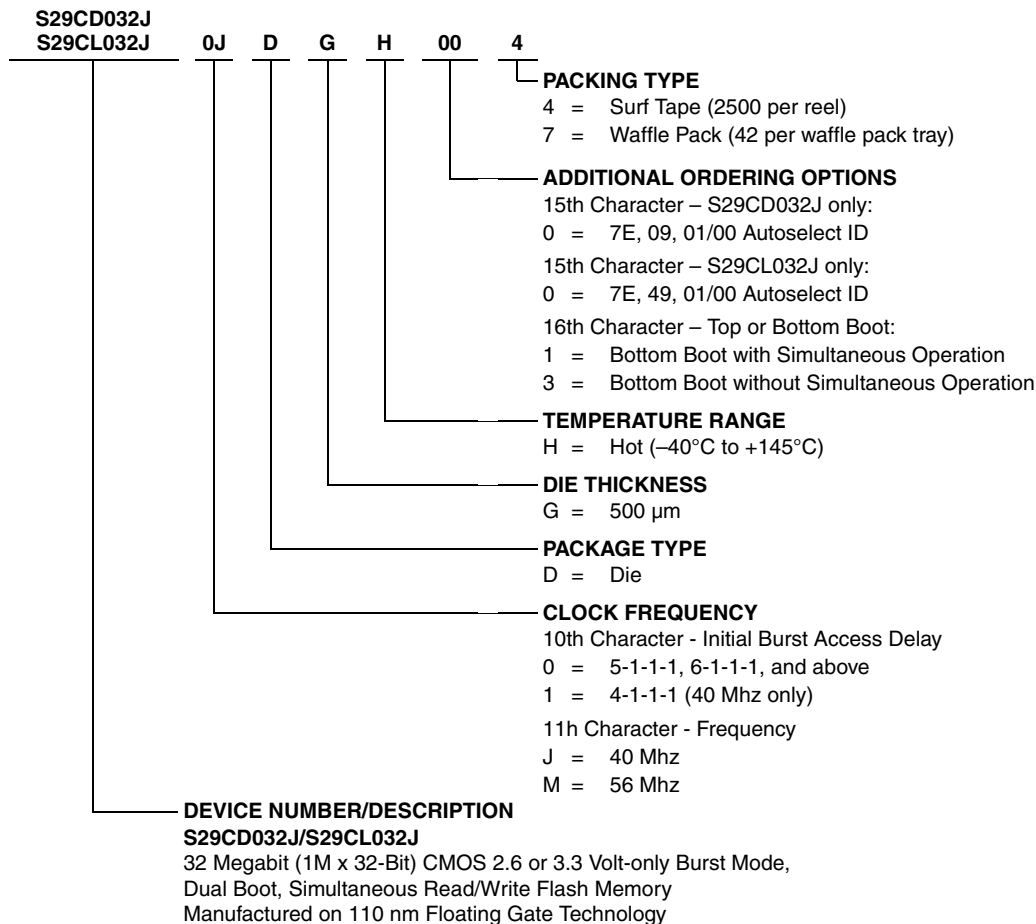 S29CD032J
S29CL032J 0J D G H 00 4
PACKING TYPE
4 = Surf Tape (2500 per reel)
7 = Waffle Pack (42 per waffle pack tray)
ADDITIONAL ORDERING OPTIONS
15th Character – S29CD032J only:
0 = 7E, 09, 01/00 Autoselect ID
15th Character – S29CL032J only:
0 = 7E, 49, 01/00 Autoselect ID
16th Character – Top or Bottom Boot:
1 = Bottom Boot with Simultaneous Operation
3 = Bottom Boot without Simultaneous Operation
TEMPERATURE RANGE
H = Hot (–40°C to +145°C)
DIE THICKNESS
G = 500 µm
PACKAGE TYPE
D = Die
CLOCK FREQUENCY
10th Character - Initial Burst Access Delay
0 = 5-1-1-1, 6-1-1-1, and above
1 = 4-1-1-1 (40 Mhz only)
11h Character - Frequency
J = 40 Mhz
M = 56 Mhz
DEVICE NUMBER/DESCRIPTION
S29CD032J/S29CL032J
32 Megabit (1M x 32-Bit) CMOS 2.6 or 3.3 Volt-only Burst Mode,
Dual Boot, Simultaneous Read/Write Flash Memory
Manufactured on 110 nm Floating Gate Technology